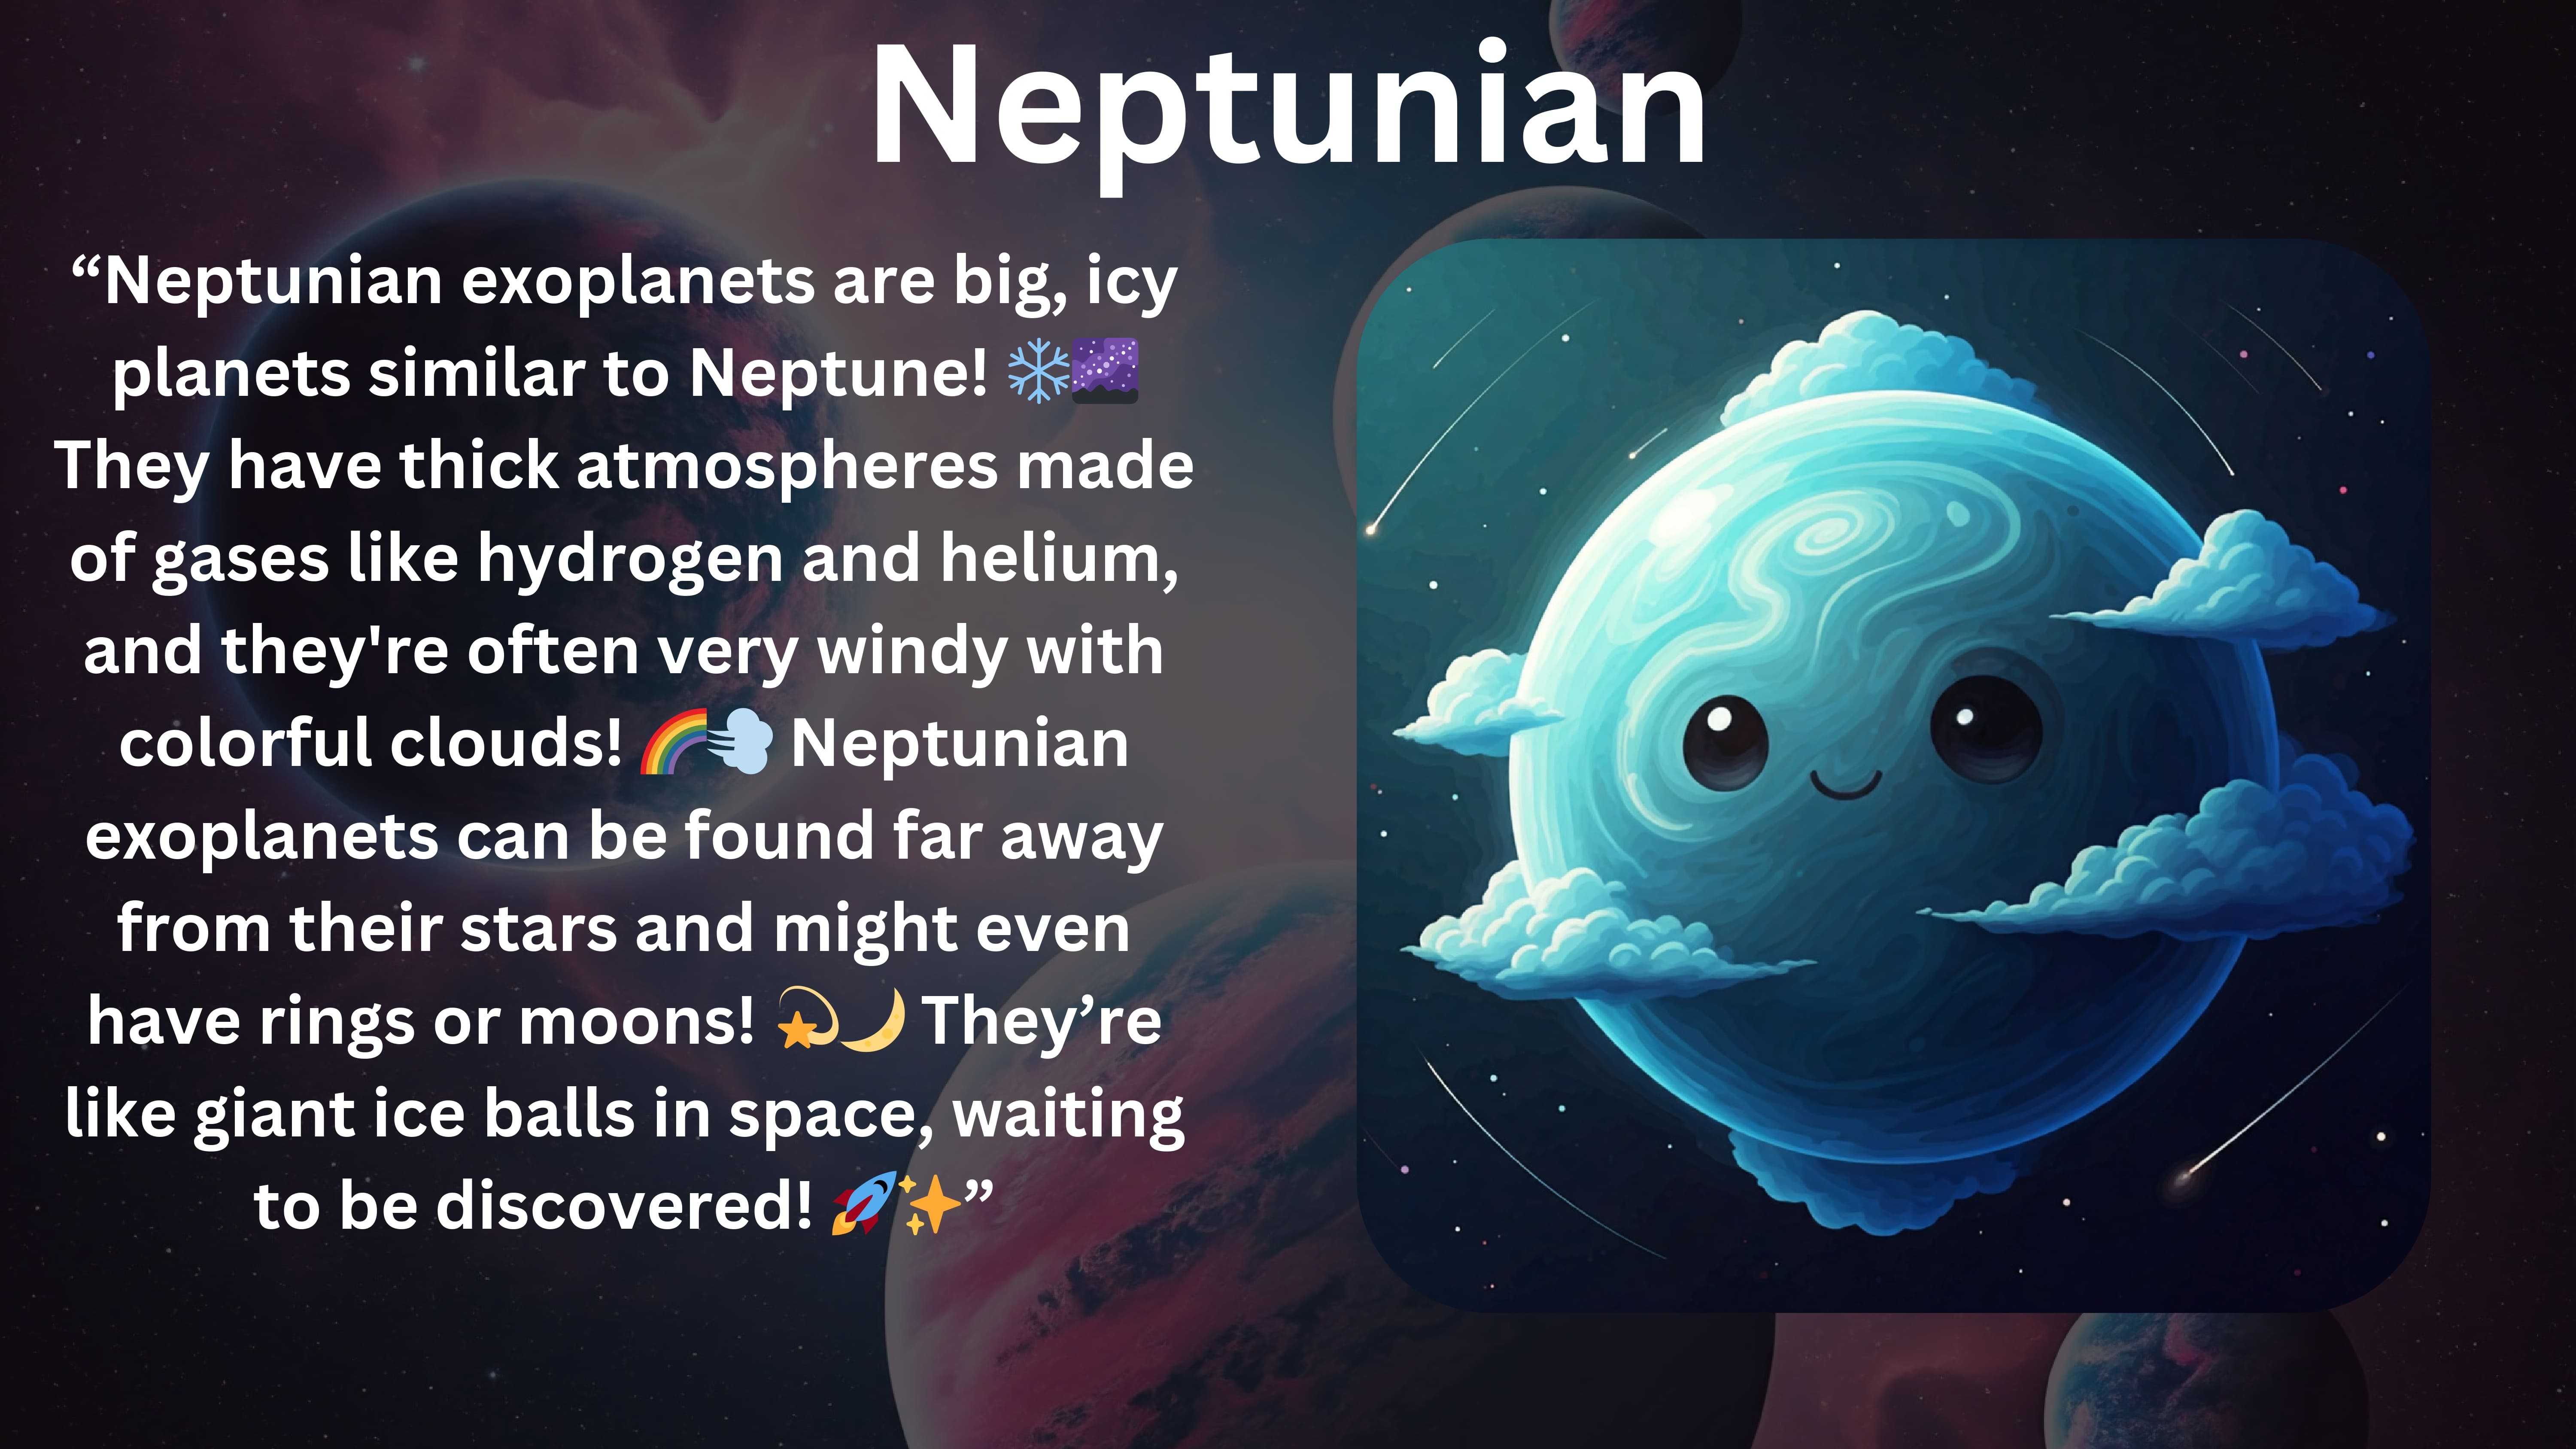 Neptunian
“Neptunian exoplanets are big, icy
planets similar to Neptune! ❄️🌌
They have thick atmospheres made
of gases like hydrogen and helium,
and they're often very windy with
colorful clouds! 🌈💨 Neptunian
exoplanets can be found far away
from their stars and might even
have rings or moons! 💫🌙 They’re
like giant ice balls in space, waiting
to be discovered! 🚀✨”